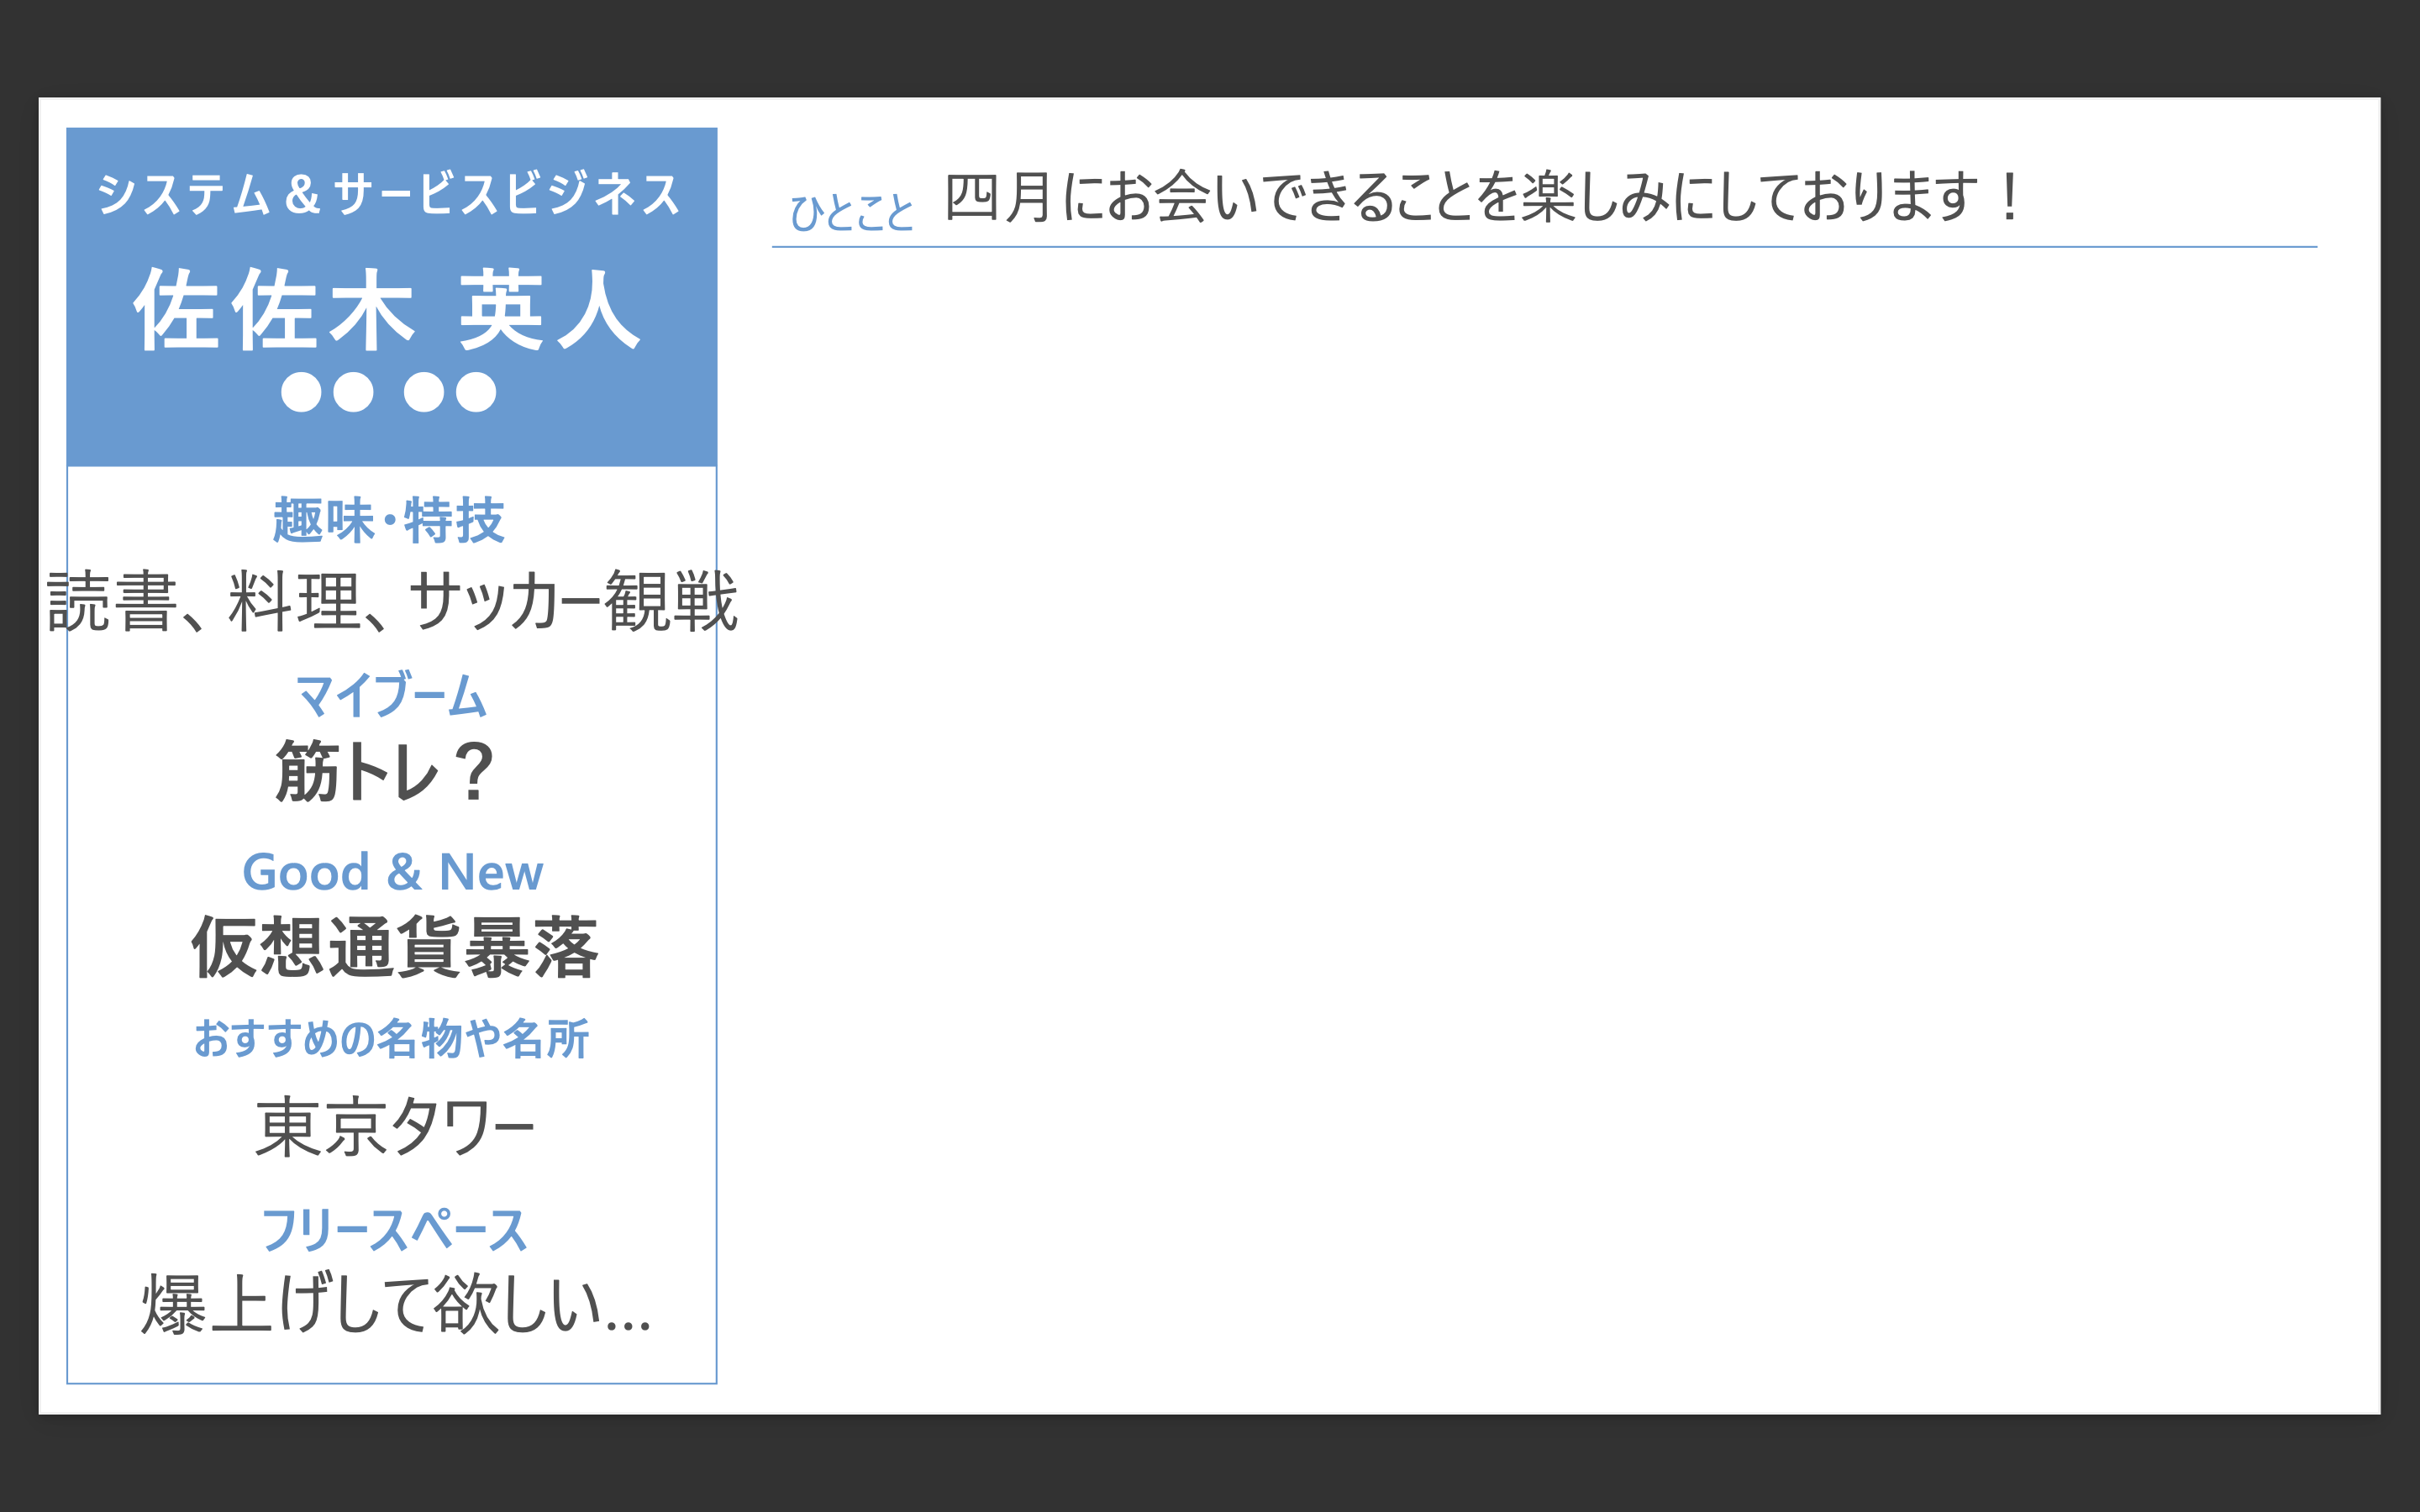 システム＆サービスビジネス
佐佐木 英人
●● ●●
趣味・特技
読書、料理、サッカー観戦
マイブーム
筋トレ？
Good & New
仮想通貨暴落
おすすめの名物や名所
東京タワー
フリースペース
爆上げして欲しい…
ひとこと 四月にお会いできることを楽しみにしております！